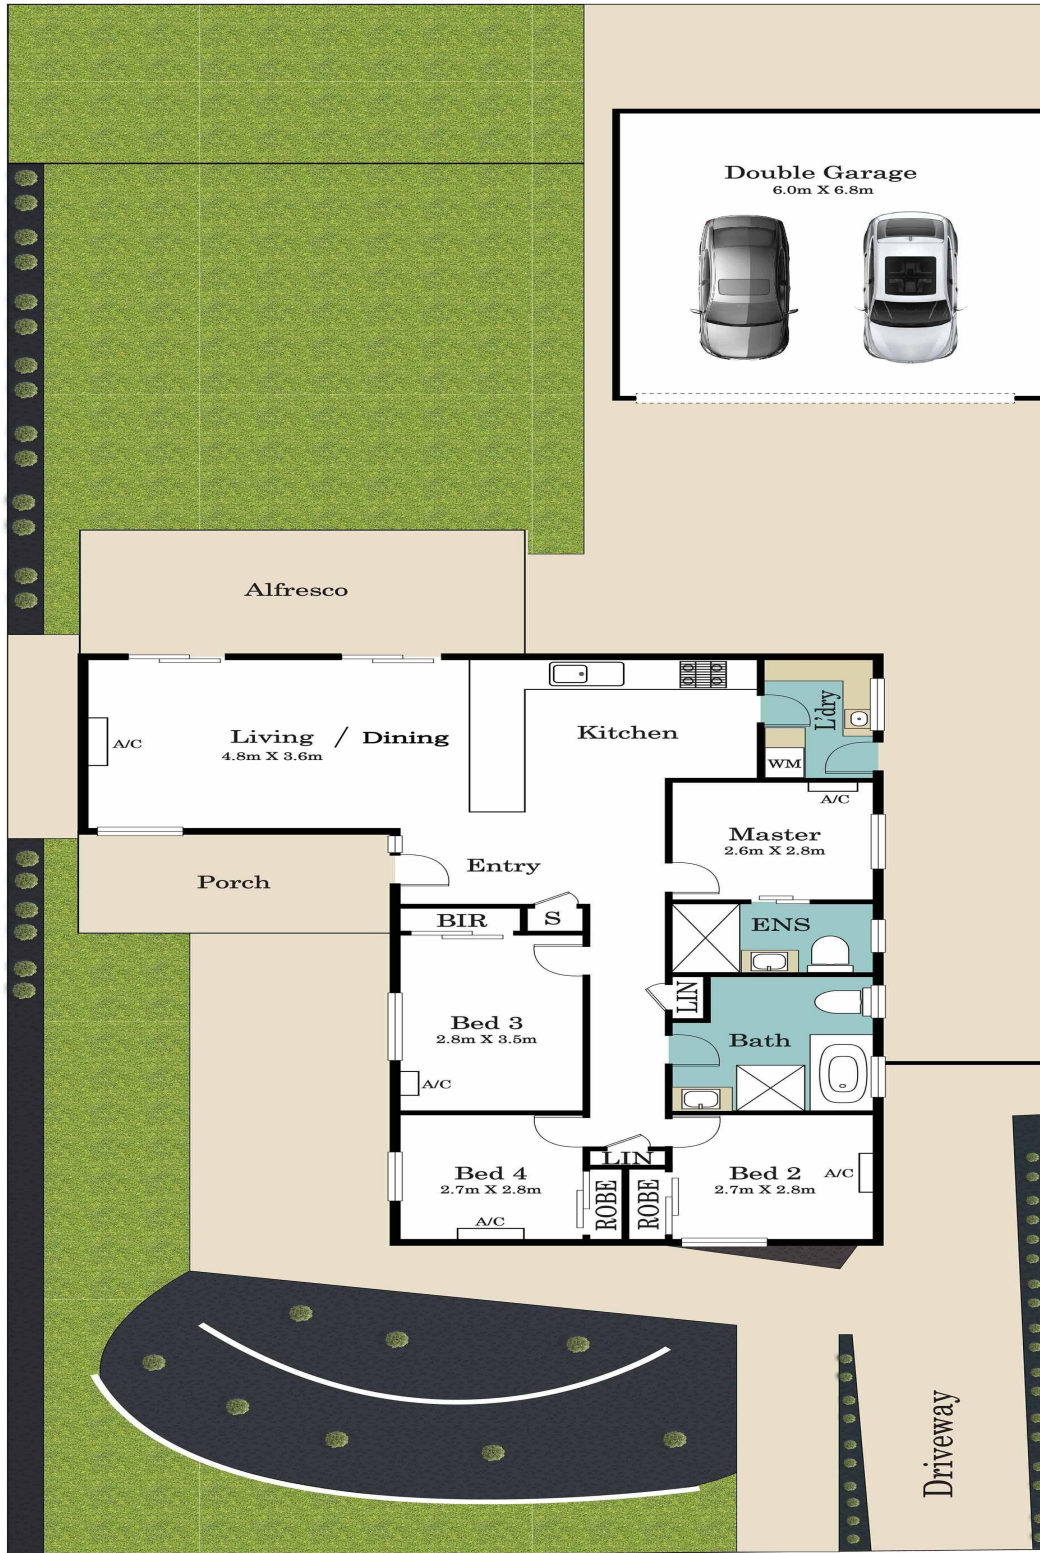 Double Garage
6.0m X 6.8m
Alfresco
Living / Dining
4.8m X 3.6m
A/C
Kitchen
L'dry
WM
A/C
Master
2.6m X 2.8m
Entry
Porch
BIR
S
ENS
LIN
Bed 3
2.8m X 3.5m
A/C
Bath
LIN
Bed 4
2.7m X 2.8m
A/C
ROBE
ROBE
Bed 2
2.7m X 2.8m
A/C
Driveway